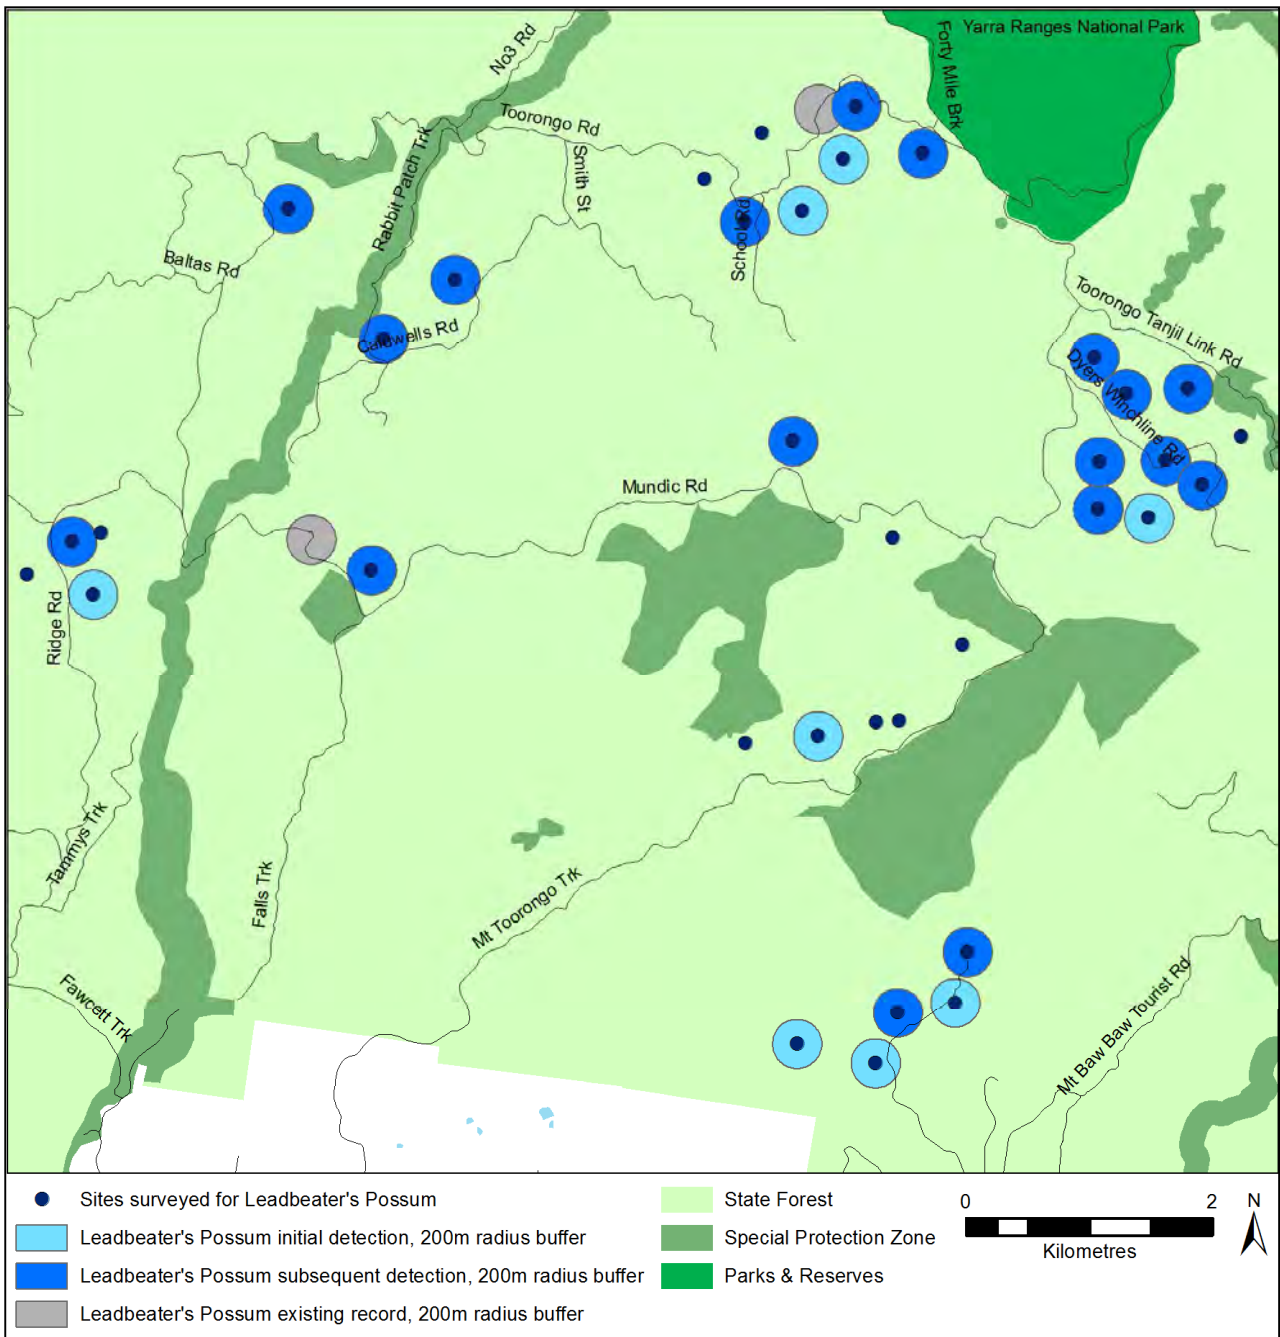 Yarra Ranges National Park
No3 Rd
Forty Mile Brk
Toorongo Rd
Rabbit Patch Trk
Smith St
School Rd
Baltas Rd
Toorongo Tanjil Link Rd
Caldwells Rd
Dyers Winchline Rd
Mundic Rd
Ridge Rd
Tammys Trk
Falls Trk
Mt Toorongo Trk
Fawcett Trk
Mt Baw Baw Tourist Rd
Sites surveyed for Leadbeater's Possum
Leadbeater's Possum initial detection, 200m radius buffer
Leadbeater's Possum subsequent detection, 200m radius buffer
Leadbeater's Possum existing record, 200m radius buffer
State Forest
Special Protection Zone
Parks & Reserves
0 2
Kilometres
N